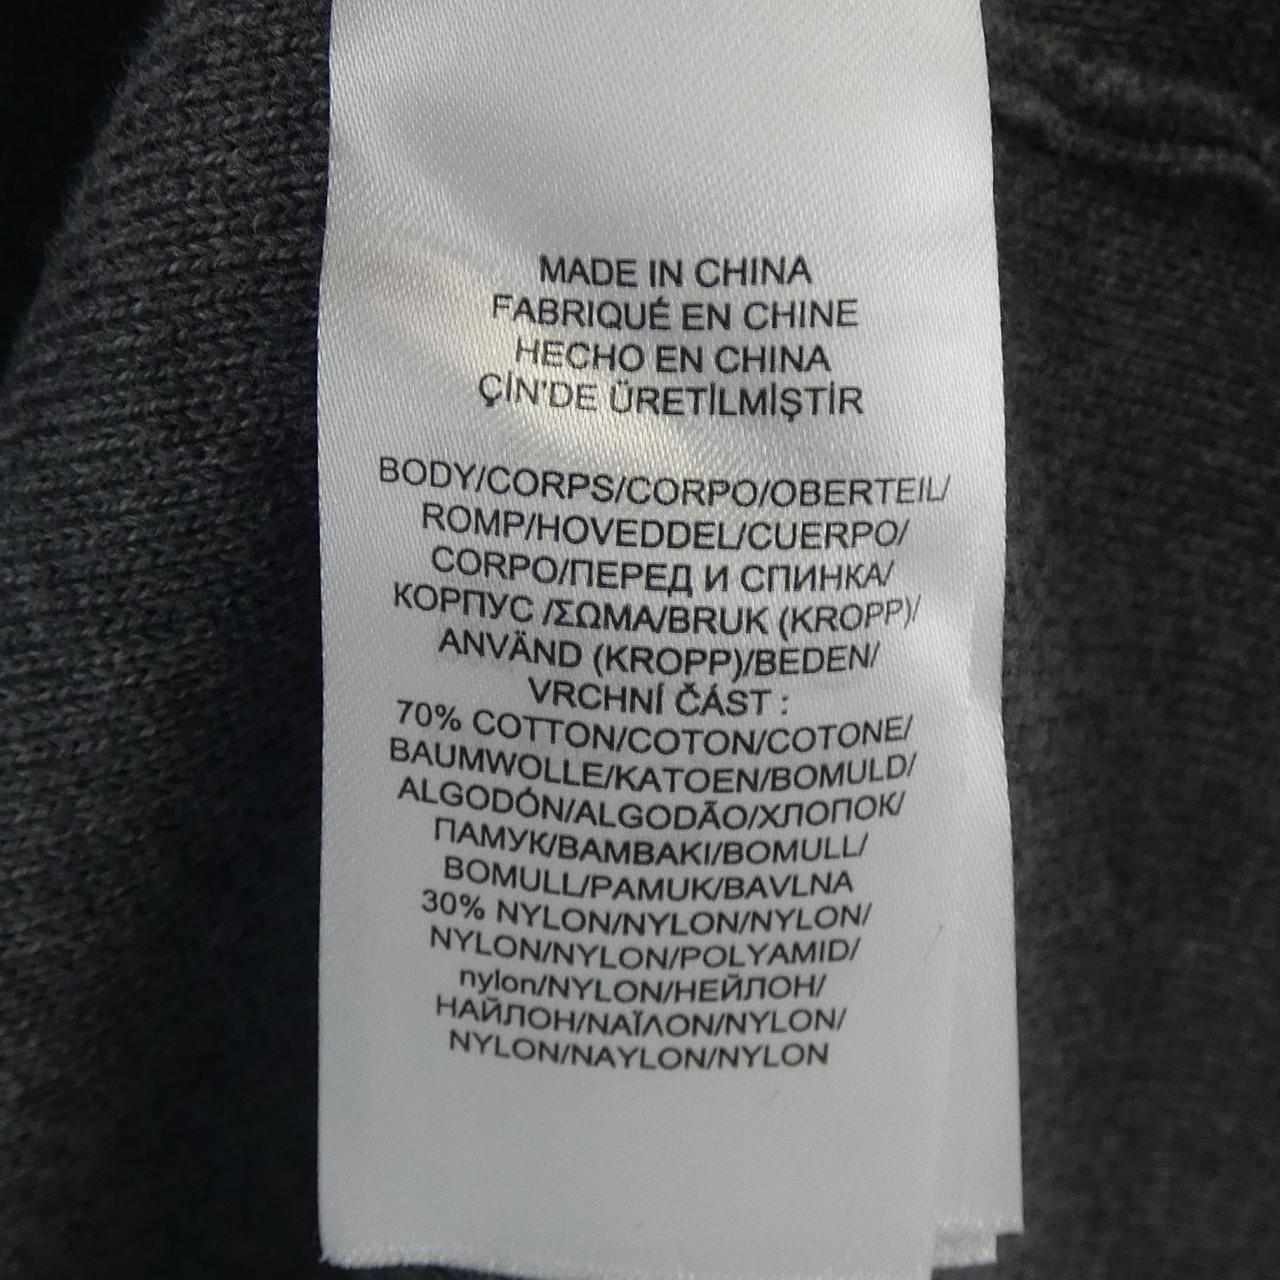 MADE IN CHINA
FABRIQUÉ EN CHINE
HECHO EN CHINA
ÇİN'DE ÜRETİLMİŞTİR
BODY/CORPS/CORPO/OBERTEIL/
ROMP/HOVEDDEL/CUERPO/
CORPO/ПЕРЕД И СПИНКА/
КОРПУС /ΣΩΜΑ/BRUK (KROPP)/
ANVÄND (KROPP)/BEDEN/
VRCHNÍ ČÁST :
70% COTTON/COTON/COTONE/
BAUMWOLLE/KATOEN/BOMULD/
ALGODÓN/ALGODÃO/ХЛОПОК/
ПАМУК/ΒΑΜΒΑΚΙ/BOMULL/
BOMULL/PAMUK/BAVLNA
30% NYLON/NYLON/NYLON/
NYLON/NYLON/POLYAMID/
nylon/NYLON/НЕЙЛОН/
НАЙЛОН/ΝΑΪΛΟΝ/NYLON/
NYLON/NAYLON/NYLON